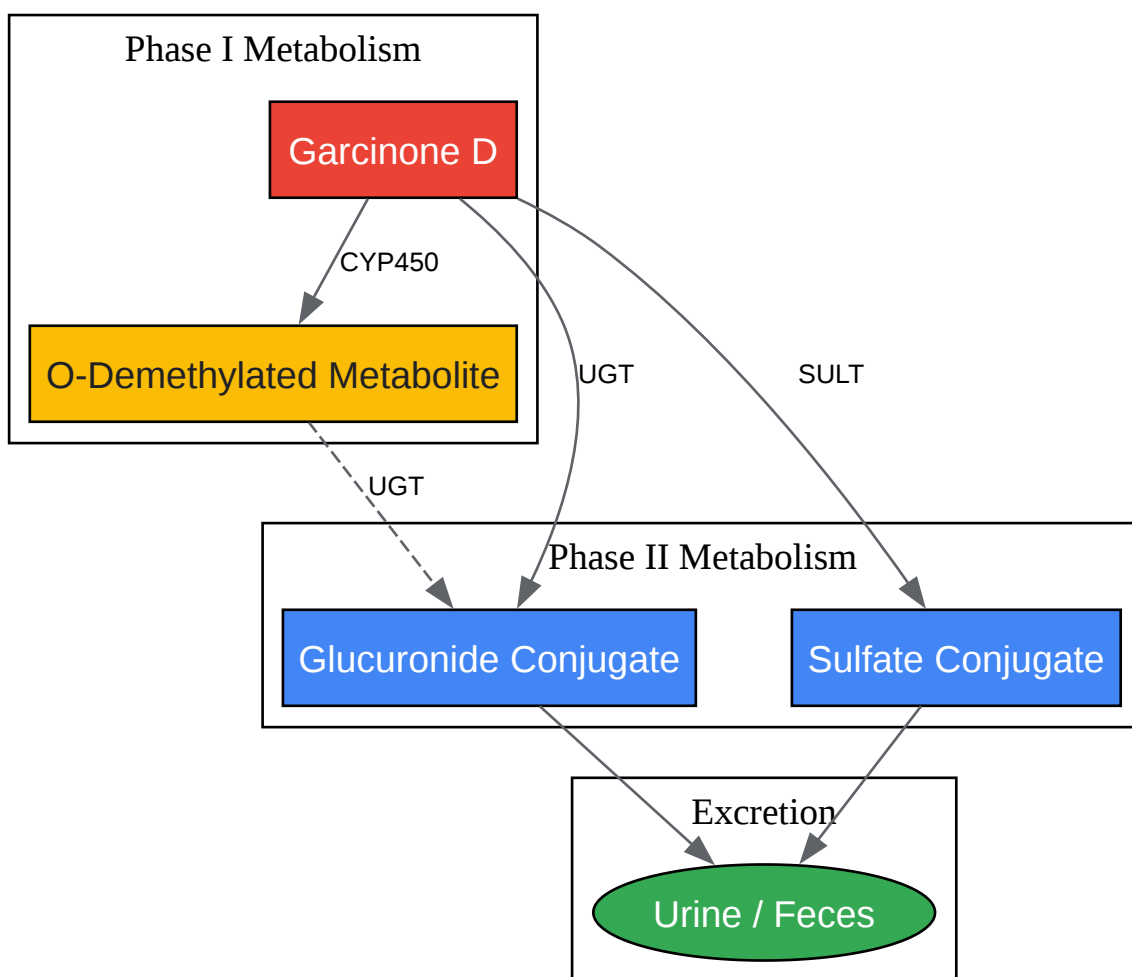 Phase I Metabolism
Garcinone D
CYP450
O-Demethylated Metabolite
UGT
SULT
UGT
Phase II Metabolism
Glucuronide Conjugate
Sulfate Conjugate
Excretion
Urine / Feces